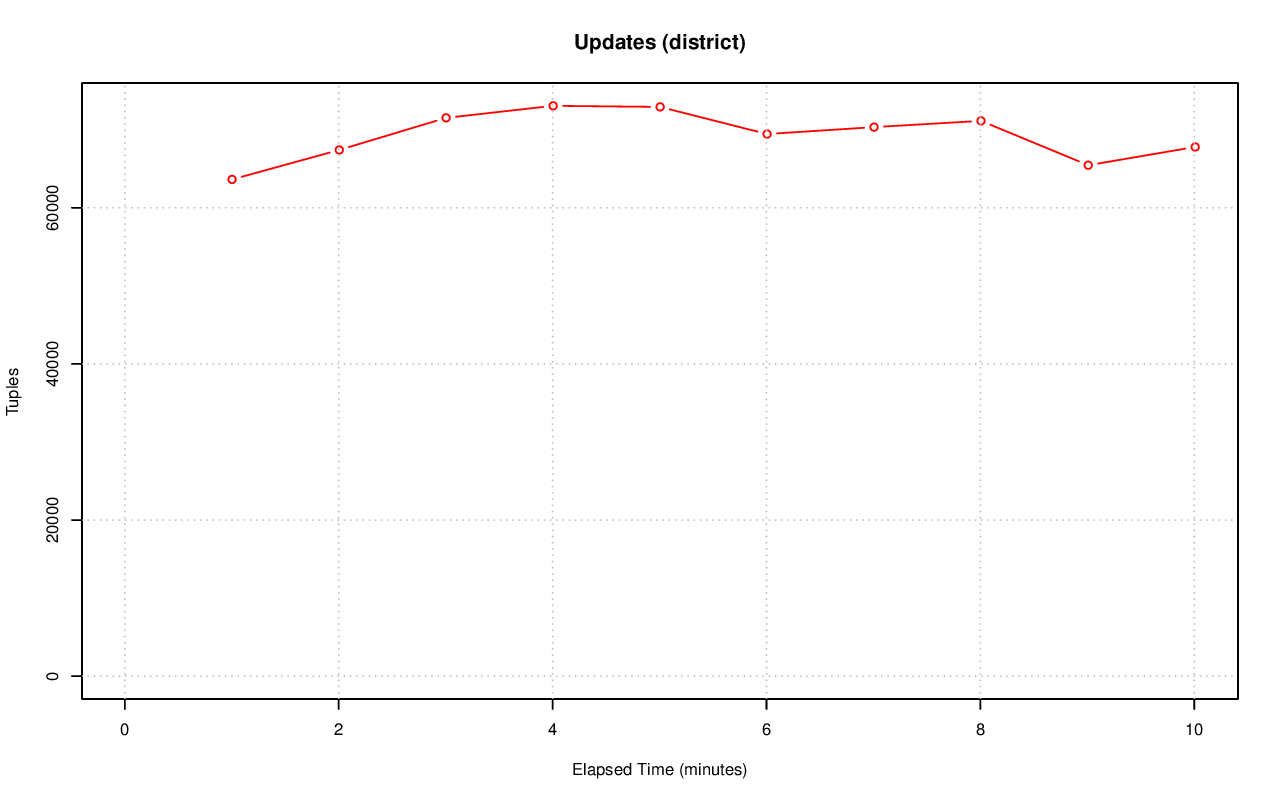 Updates (district)
Tuples
60000
40000
20000
0
0 2 4 6 8 10
Elapsed Time (minutes)